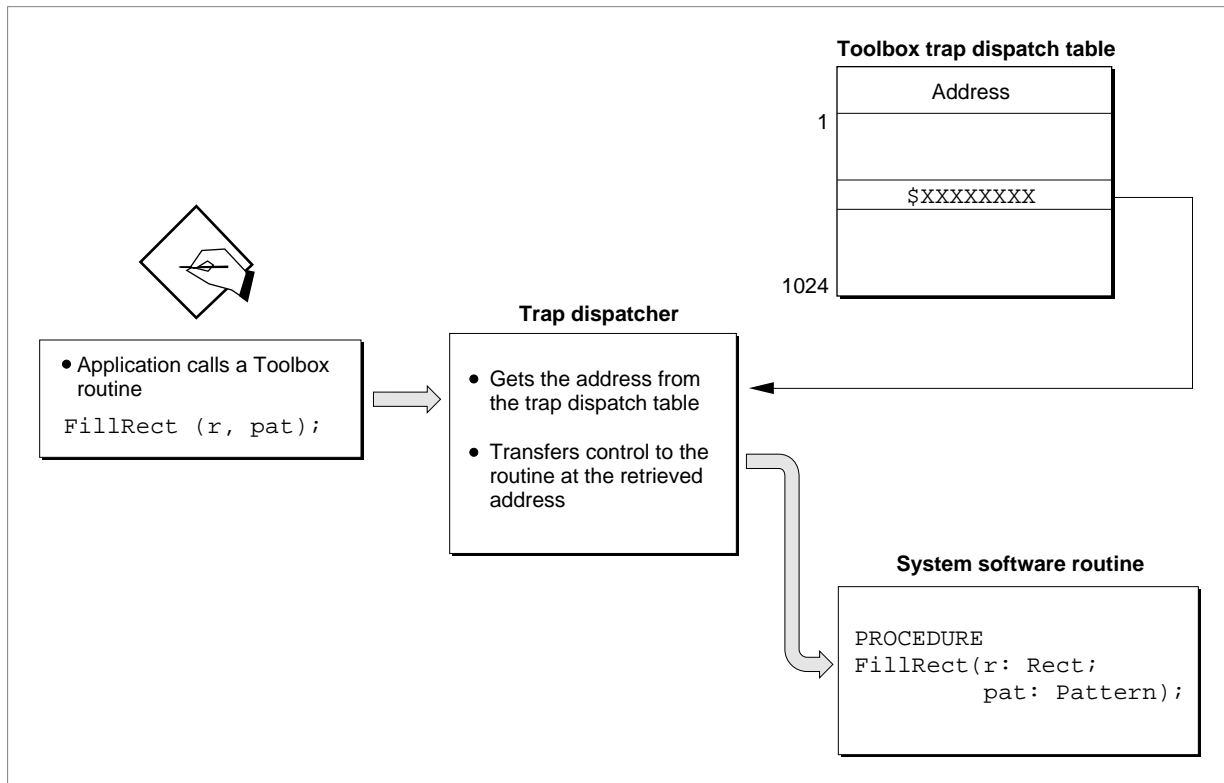 Toolbox trap dispatch table
Address
1
$XXXXXXXX
1024
• Application calls a Toolbox
routine
FillRect (r, pat);
Trap dispatcher
• Gets the address from
the trap dispatch table
• Transfers control to the
routine at the retrieved
address
System software routine
PROCEDURE
FillRect(r: Rect;
pat: Pattern);